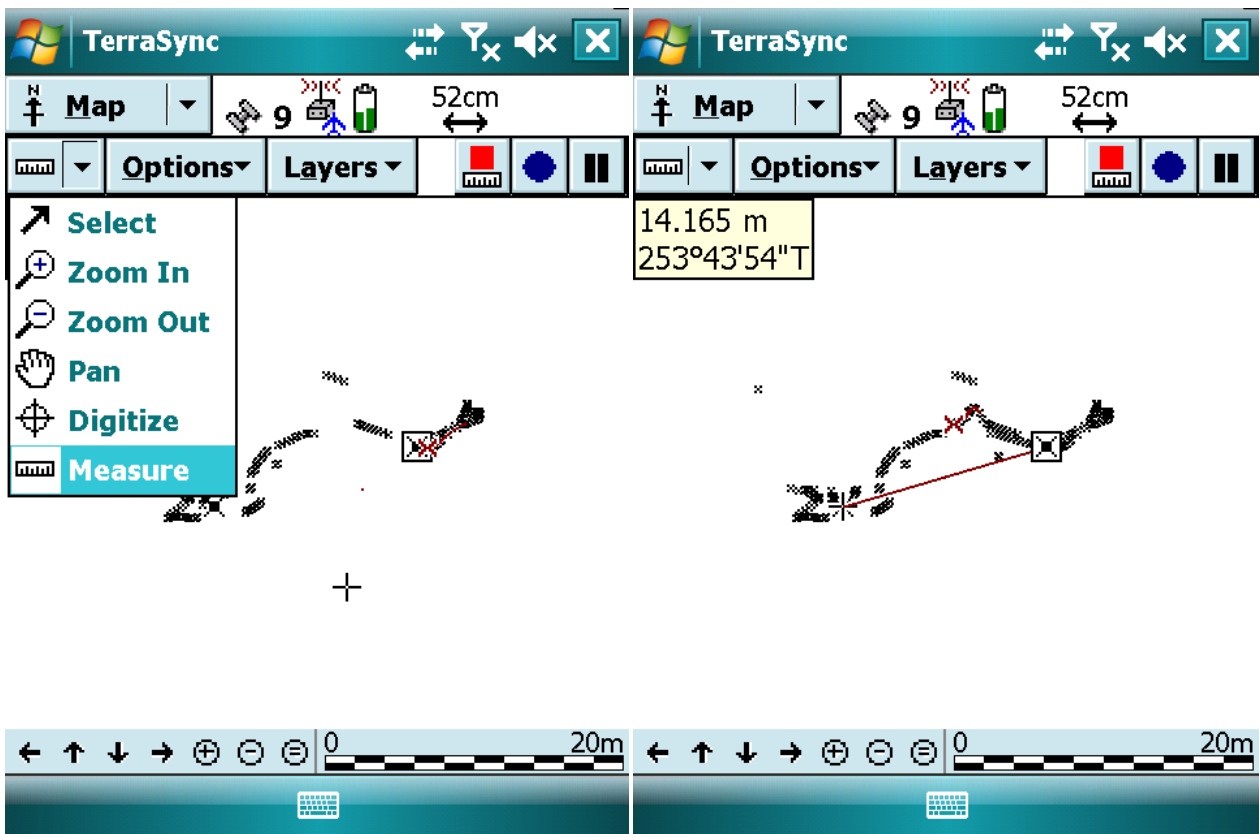 TerraSync
N
Map
9
52cm
Options
Layers
Select
Zoom In
Zoom Out
Pan
Digitize
Measure
0
20m
TerraSync
N
Map
9
52cm
Options
Layers
14.165 m
253°43'54"T
0
20m